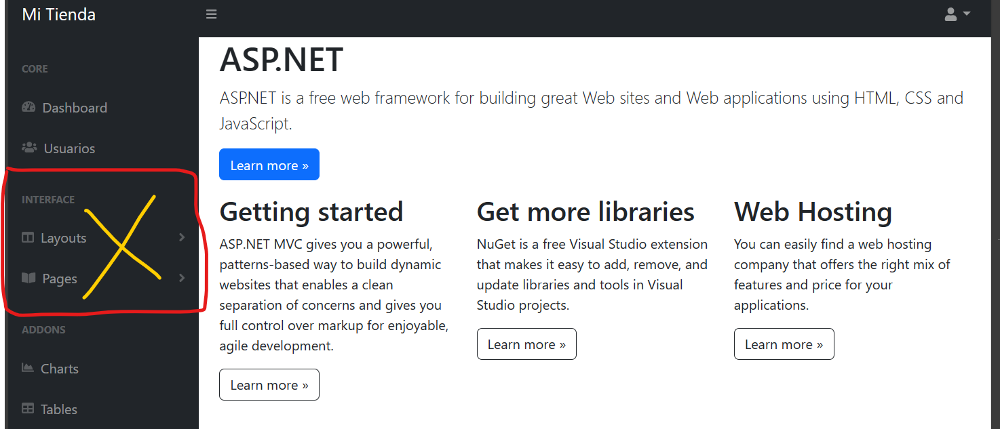 Mi Tienda
CORE
Dashboard
Usuarios
INTERFACE
Layouts
Pages
ADDONS
Charts
Tables
ASP.NET
ASP.NET is a free web framework for building great Web sites and Web applications using HTML, CSS and
JavaScript.
Learn more »
Getting started
ASP.NET MVC gives you a powerful,
patterns-based way to build dynamic
websites that enables a clean
separation of concerns and gives you
full control over markup for enjoyable,
agile development.
Learn more »
Get more libraries
NuGet is a free Visual Studio extension
that makes it easy to add, remove, and
update libraries and tools in Visual
Studio projects.
Learn more »
Web Hosting
You can easily find a web hosting
company that offers the right mix of
features and price for your
applications.
Learn more »